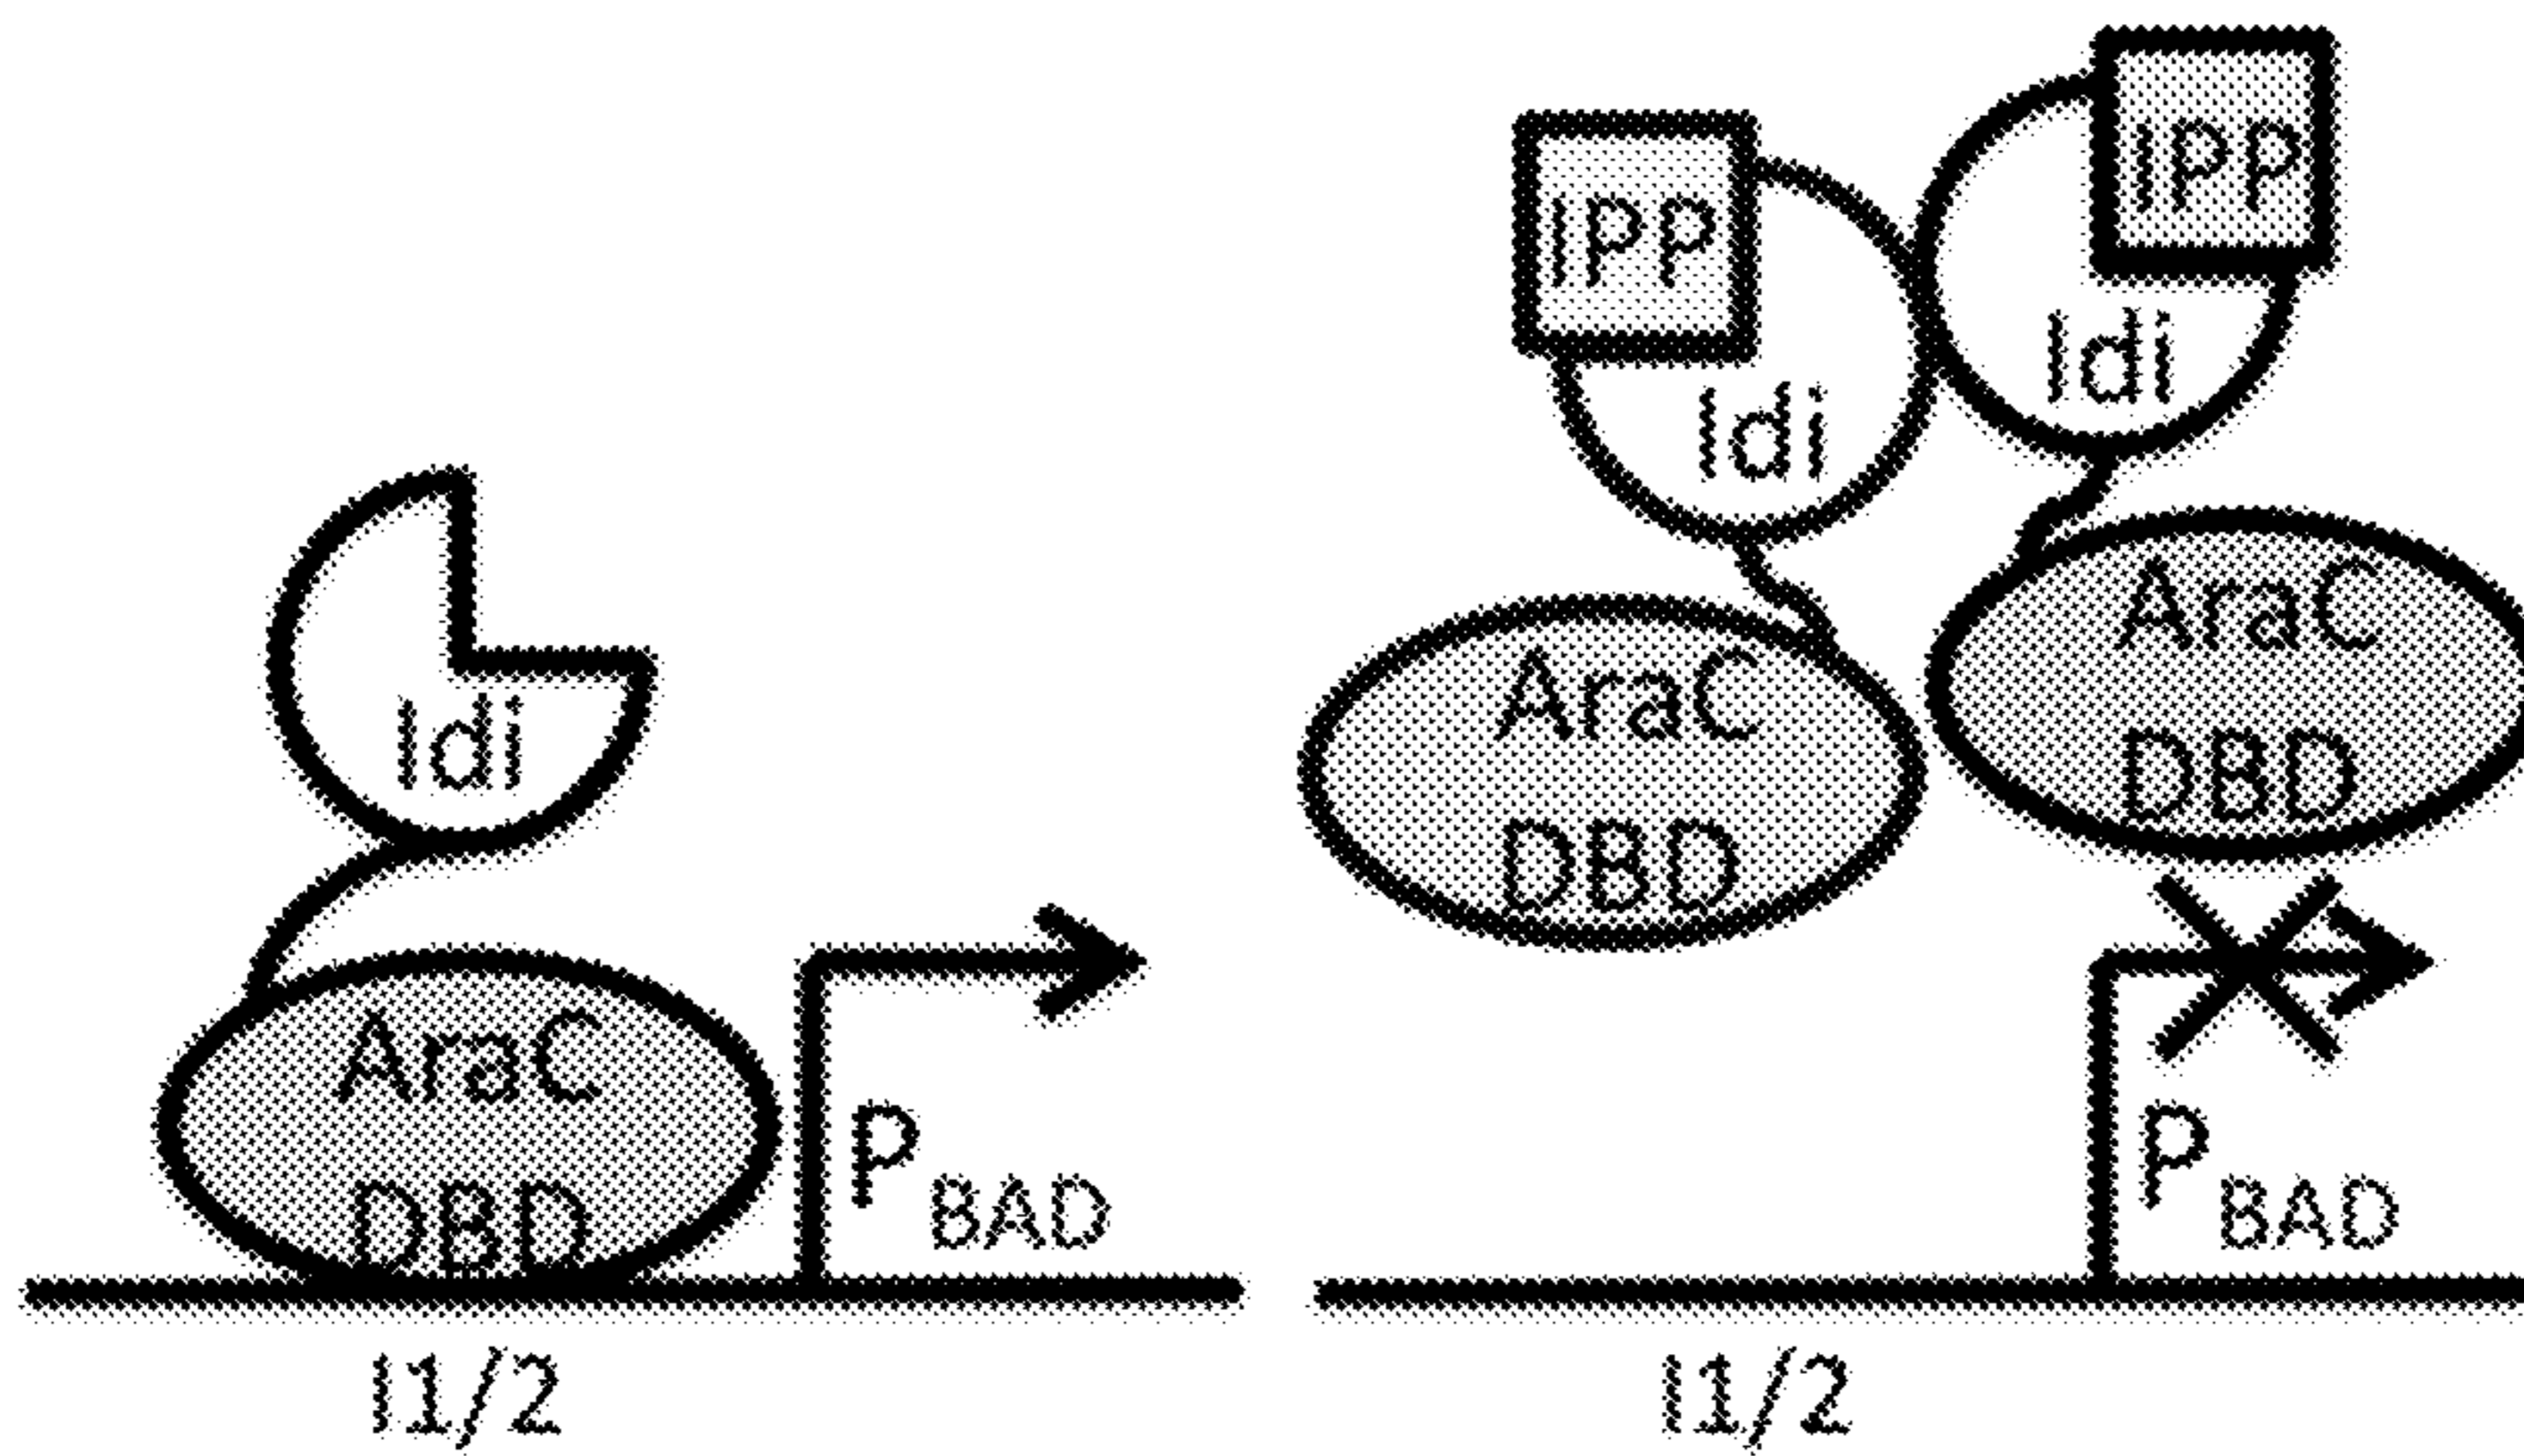 Idi
AraC
DBD
P BAD
I1/2
IPP
Idi
AraC
DBD
IPP
Idi
AraC
DBD
P BAD
I1/2